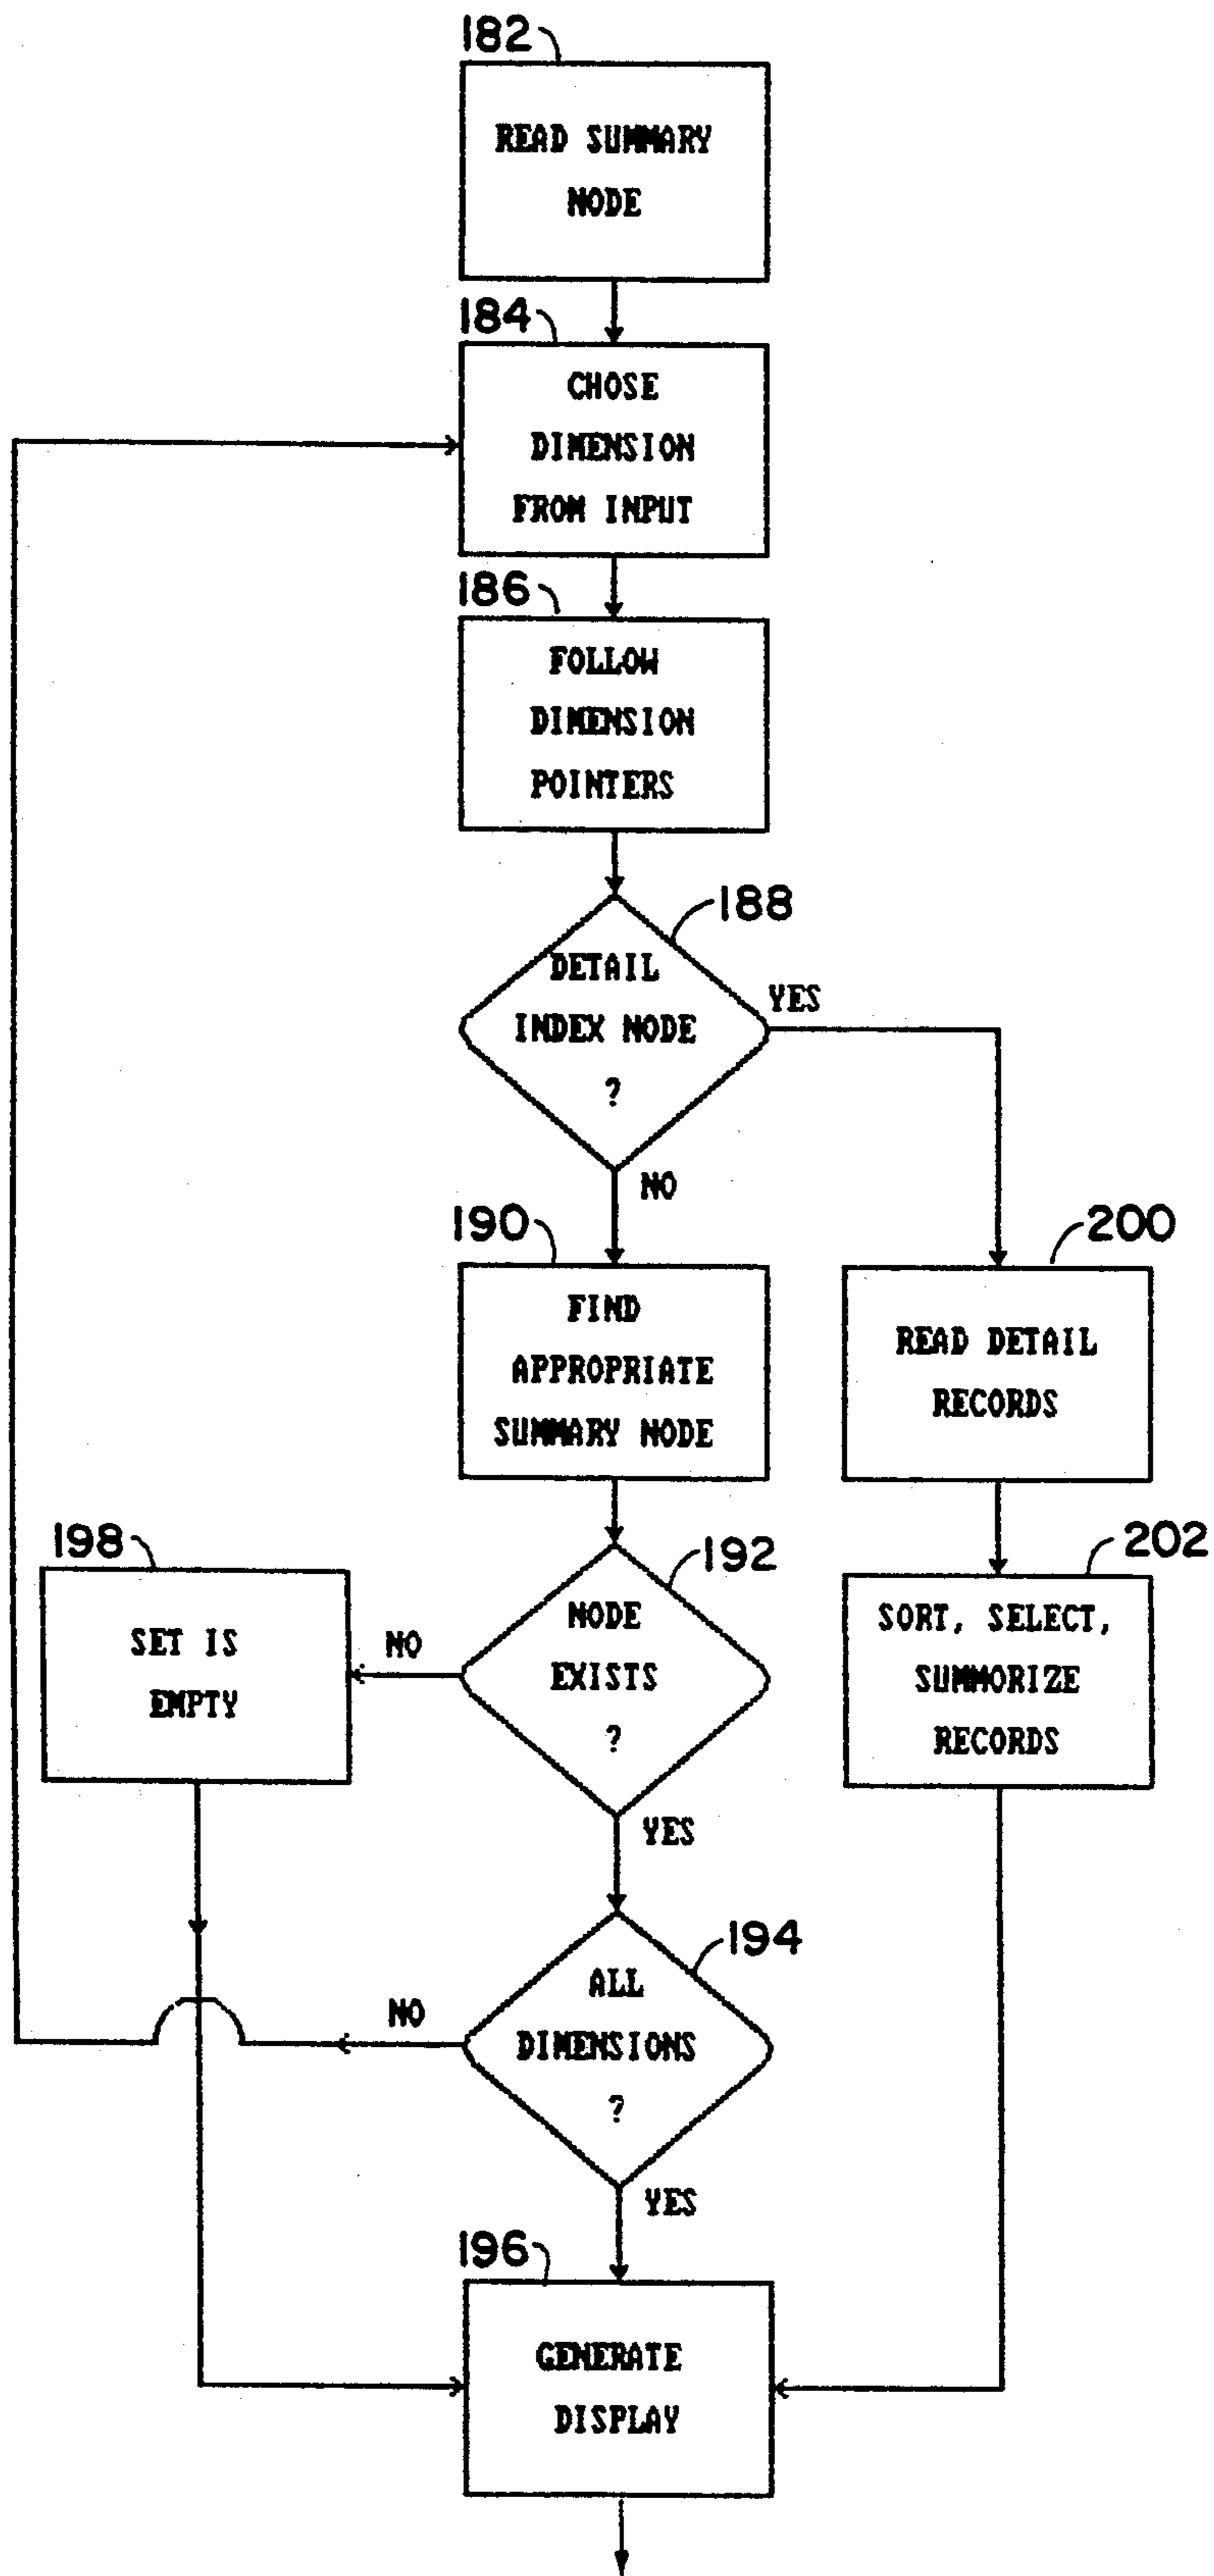 182
READ SUMMARY
NODE
184
CHOSE
DIMENSION
FROM INPUT
186
FOLLOW
DIMENSION
POINTERS
188
DETAIL
INDEX NODE
?
YES
NO
190
FIND
APPROPRIATE
SUMMARY NODE
200
READ DETAIL
RECORDS
198
SET IS
EMPTY
NO
192
NODE
EXISTS
?
YES
202
SORT, SELECT,
SUMMORIZE
RECORDS
194
ALL
DIMENSIONS
?
NO
YES
196
GENERATE
DISPLAY